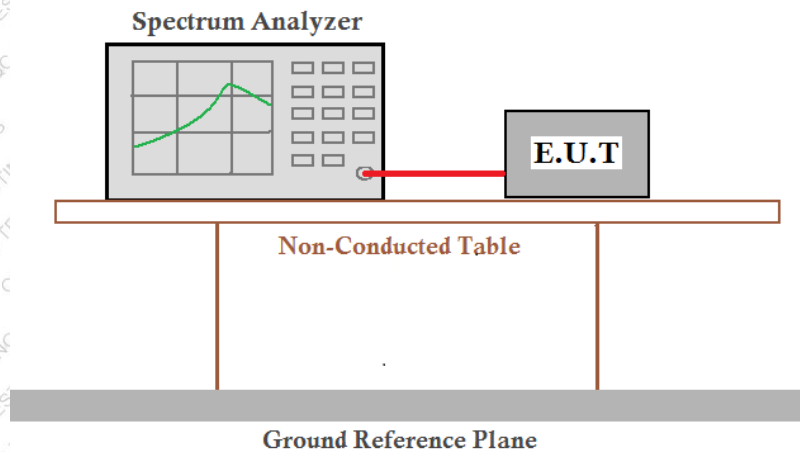 Spectrum Analyzer
E.U.T
Non-Conducted Table
Ground Reference Plane